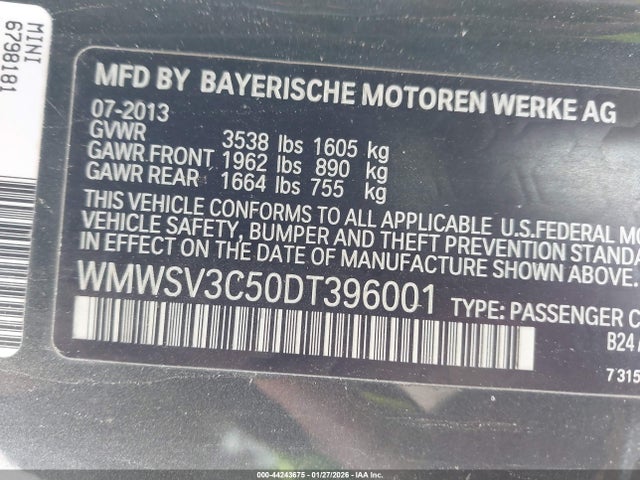 MINI
6798181
MFD BY BAYERISCHE MOTOREN WERKE AG
07-2013
GVWR 3538 lbs 1605 kg
GAWR FRONT 1962 lbs 890 kg
GAWR REAR 1664 lbs 755 kg
THIS VEHICLE CONFORMS TO ALL APPLICABLE U.S.FEDERAL
VEHICLE SAFETY, BUMPER AND THEFT PREVENTION
IN EFFECT ON THE DATE OF MANUFACTURE SHOWN ABOVE.
WMWSV3C50DT396001 TYPE: PASSENGER
B24/
7315
000-44243675 - 01/27/2026 - IAA Inc.